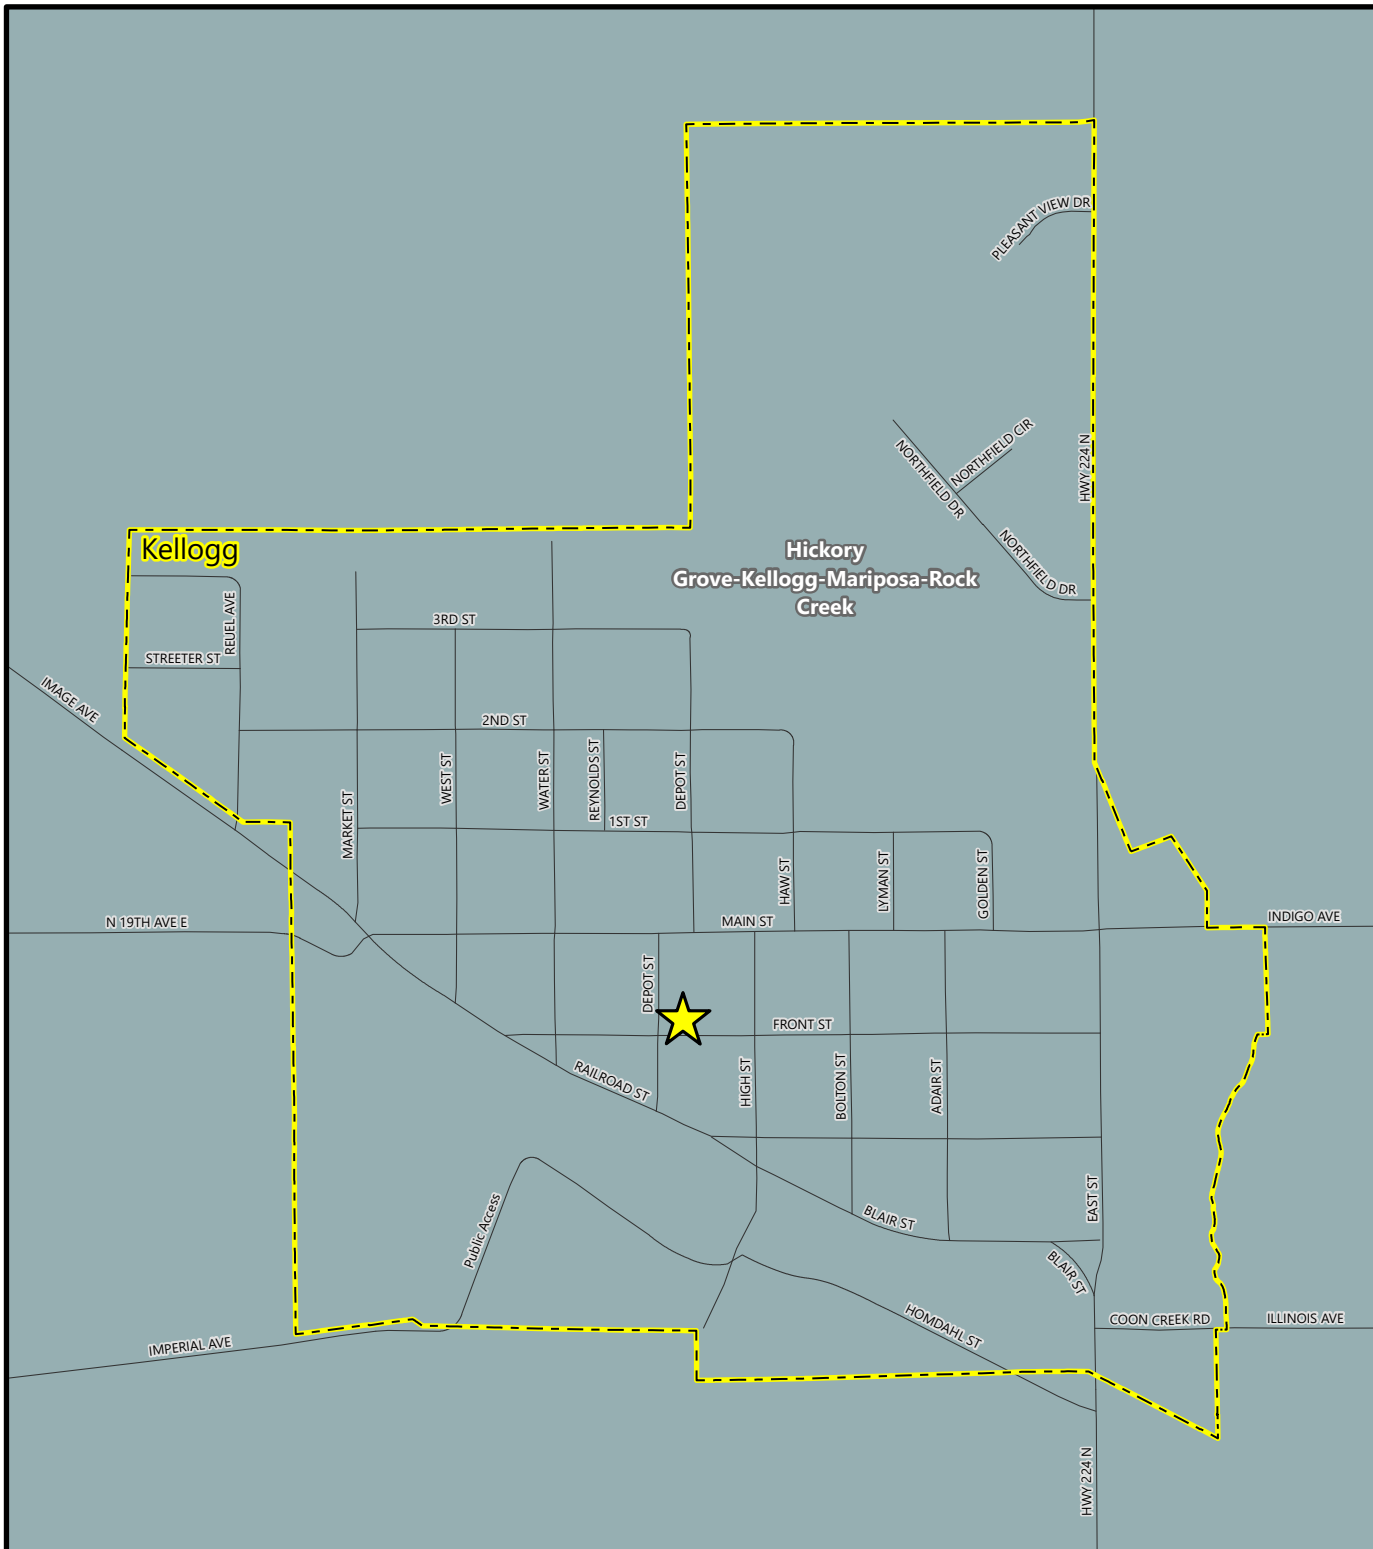 PLEASANT VIEW DR
NORTHFIELD CIR
NORTHFIELD DR
HWY 224 N
Kellogg
Hickory
Grove-Kellogg-Mariposa-Rock
Creek
NORTHFIELD DR
REUEL AVE
3RD ST
STREETER ST
IMAGE AVE
2ND ST
WEST ST
WATER ST
REYNOLDS ST
DEPOT ST
MARKET ST
1ST ST
HAW ST
LYMAN ST
GOLDEN ST
N 19TH AVE E
MAIN ST
INDIGO AVE
DEPOT ST
FRONT ST
RAILROAD ST
HIGH ST
BOLTON ST
ADAIR ST
EAST ST
Public Access
BLAIR ST
BLAIR ST
HOMDAHL ST
COON CREEK RD
ILLINOIS AVE
IMPERIAL AVE
HWY 224 N